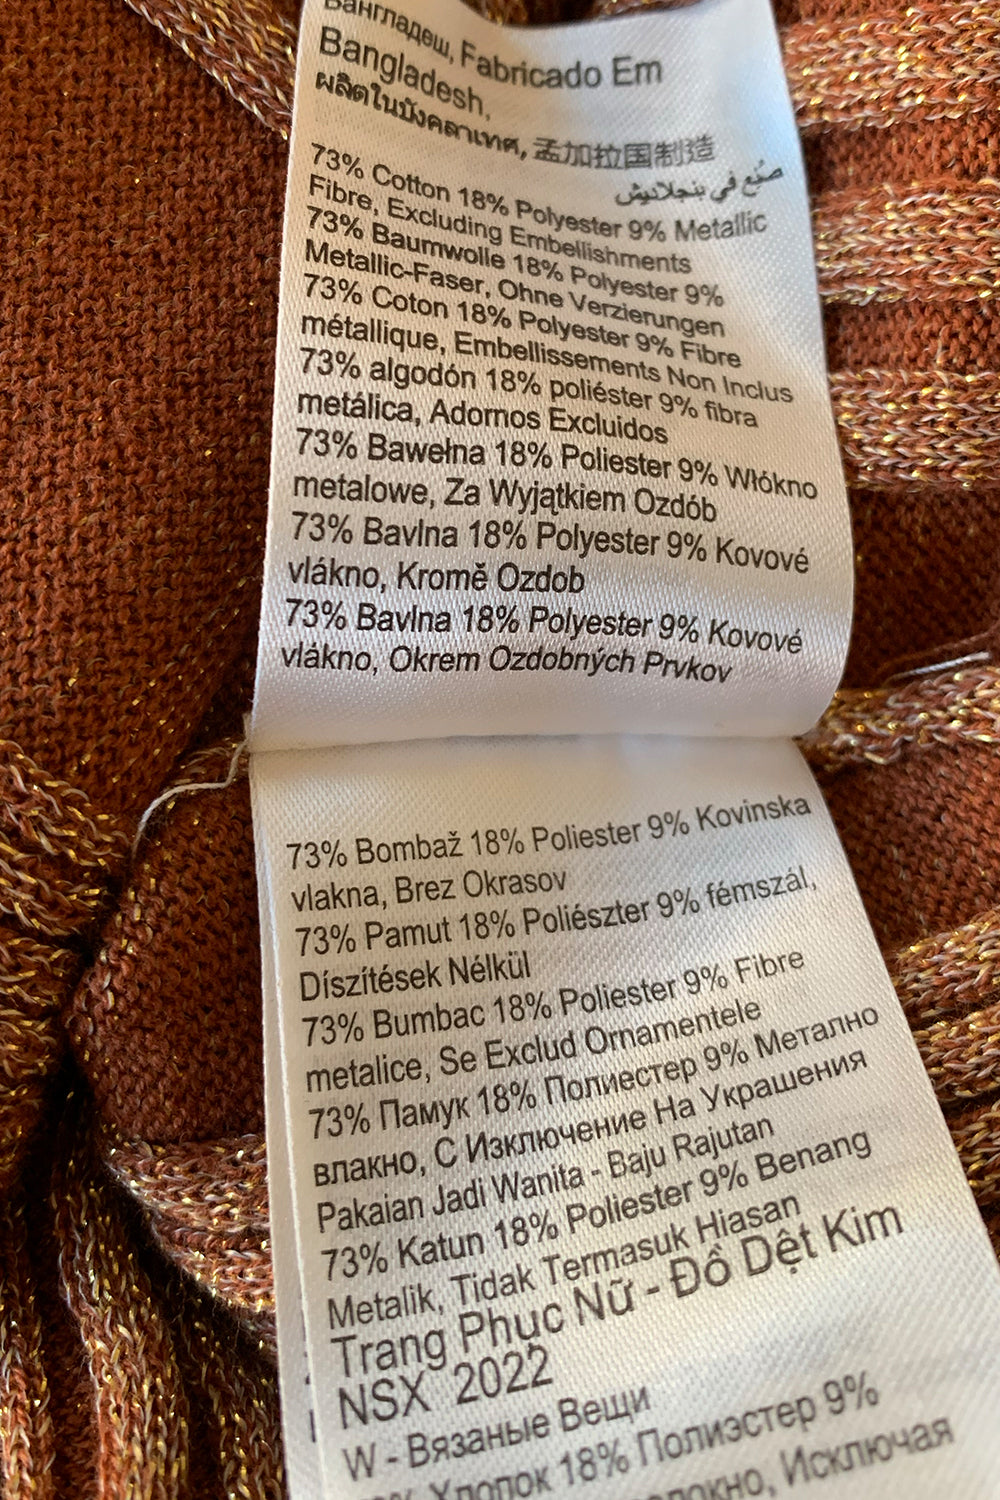 Бангладеш, Fabricado Em
Bangladesh,
ผลิตในบังคลาเทศ, 孟加拉国制造
صُنع في بنجلاديش
73% Cotton 18% Polyester 9% Metallic
Fibre, Excluding Embellishments
73% Baumwolle 18% Polyester 9%
Metallic-Faser, Ohne Verzierungen
73% Coton 18% Polyester 9% Fibre
métallique, Embellissements Non Inclus
73% algodón 18% poliéster 9% fibra
metálica, Adornos Excluidos
73% Bawełna 18% Poliester 9% Włókno
metalowe, Za Wyjątkiem Ozdób
73% Bavlna 18% Polyester 9% Kovové
vlákno, Kromě Ozdob
73% Bavlna 18% Polyester 9% Kovové
vlákno, Okrem Ozdobných Prvkov
73% Bombaž 18% Poliester 9% Kovinska
vlakna, Brez Okrasov
73% Pamut 18% Poliészter 9% fémszál,
Díszítések Nélkül
73% Bumbac 18% Poliester 9% Fibre
metalice, Se Exclud Ornamentele
73% Памук 18% Полиестер 9% Метално
влакно, С Изключение На Украшения
Pakaian Jadi Wanita - Baju Rajutan
73% Katun 18% Poliester 9% Benang
Metalik, Tidak Termasuk Hiasan
Trang Phục Nữ - Đồ Dệt Kim
NSX 2022
W - Вязаные Вещи
Хлопок 18% Полиэстер 9%
Исключая